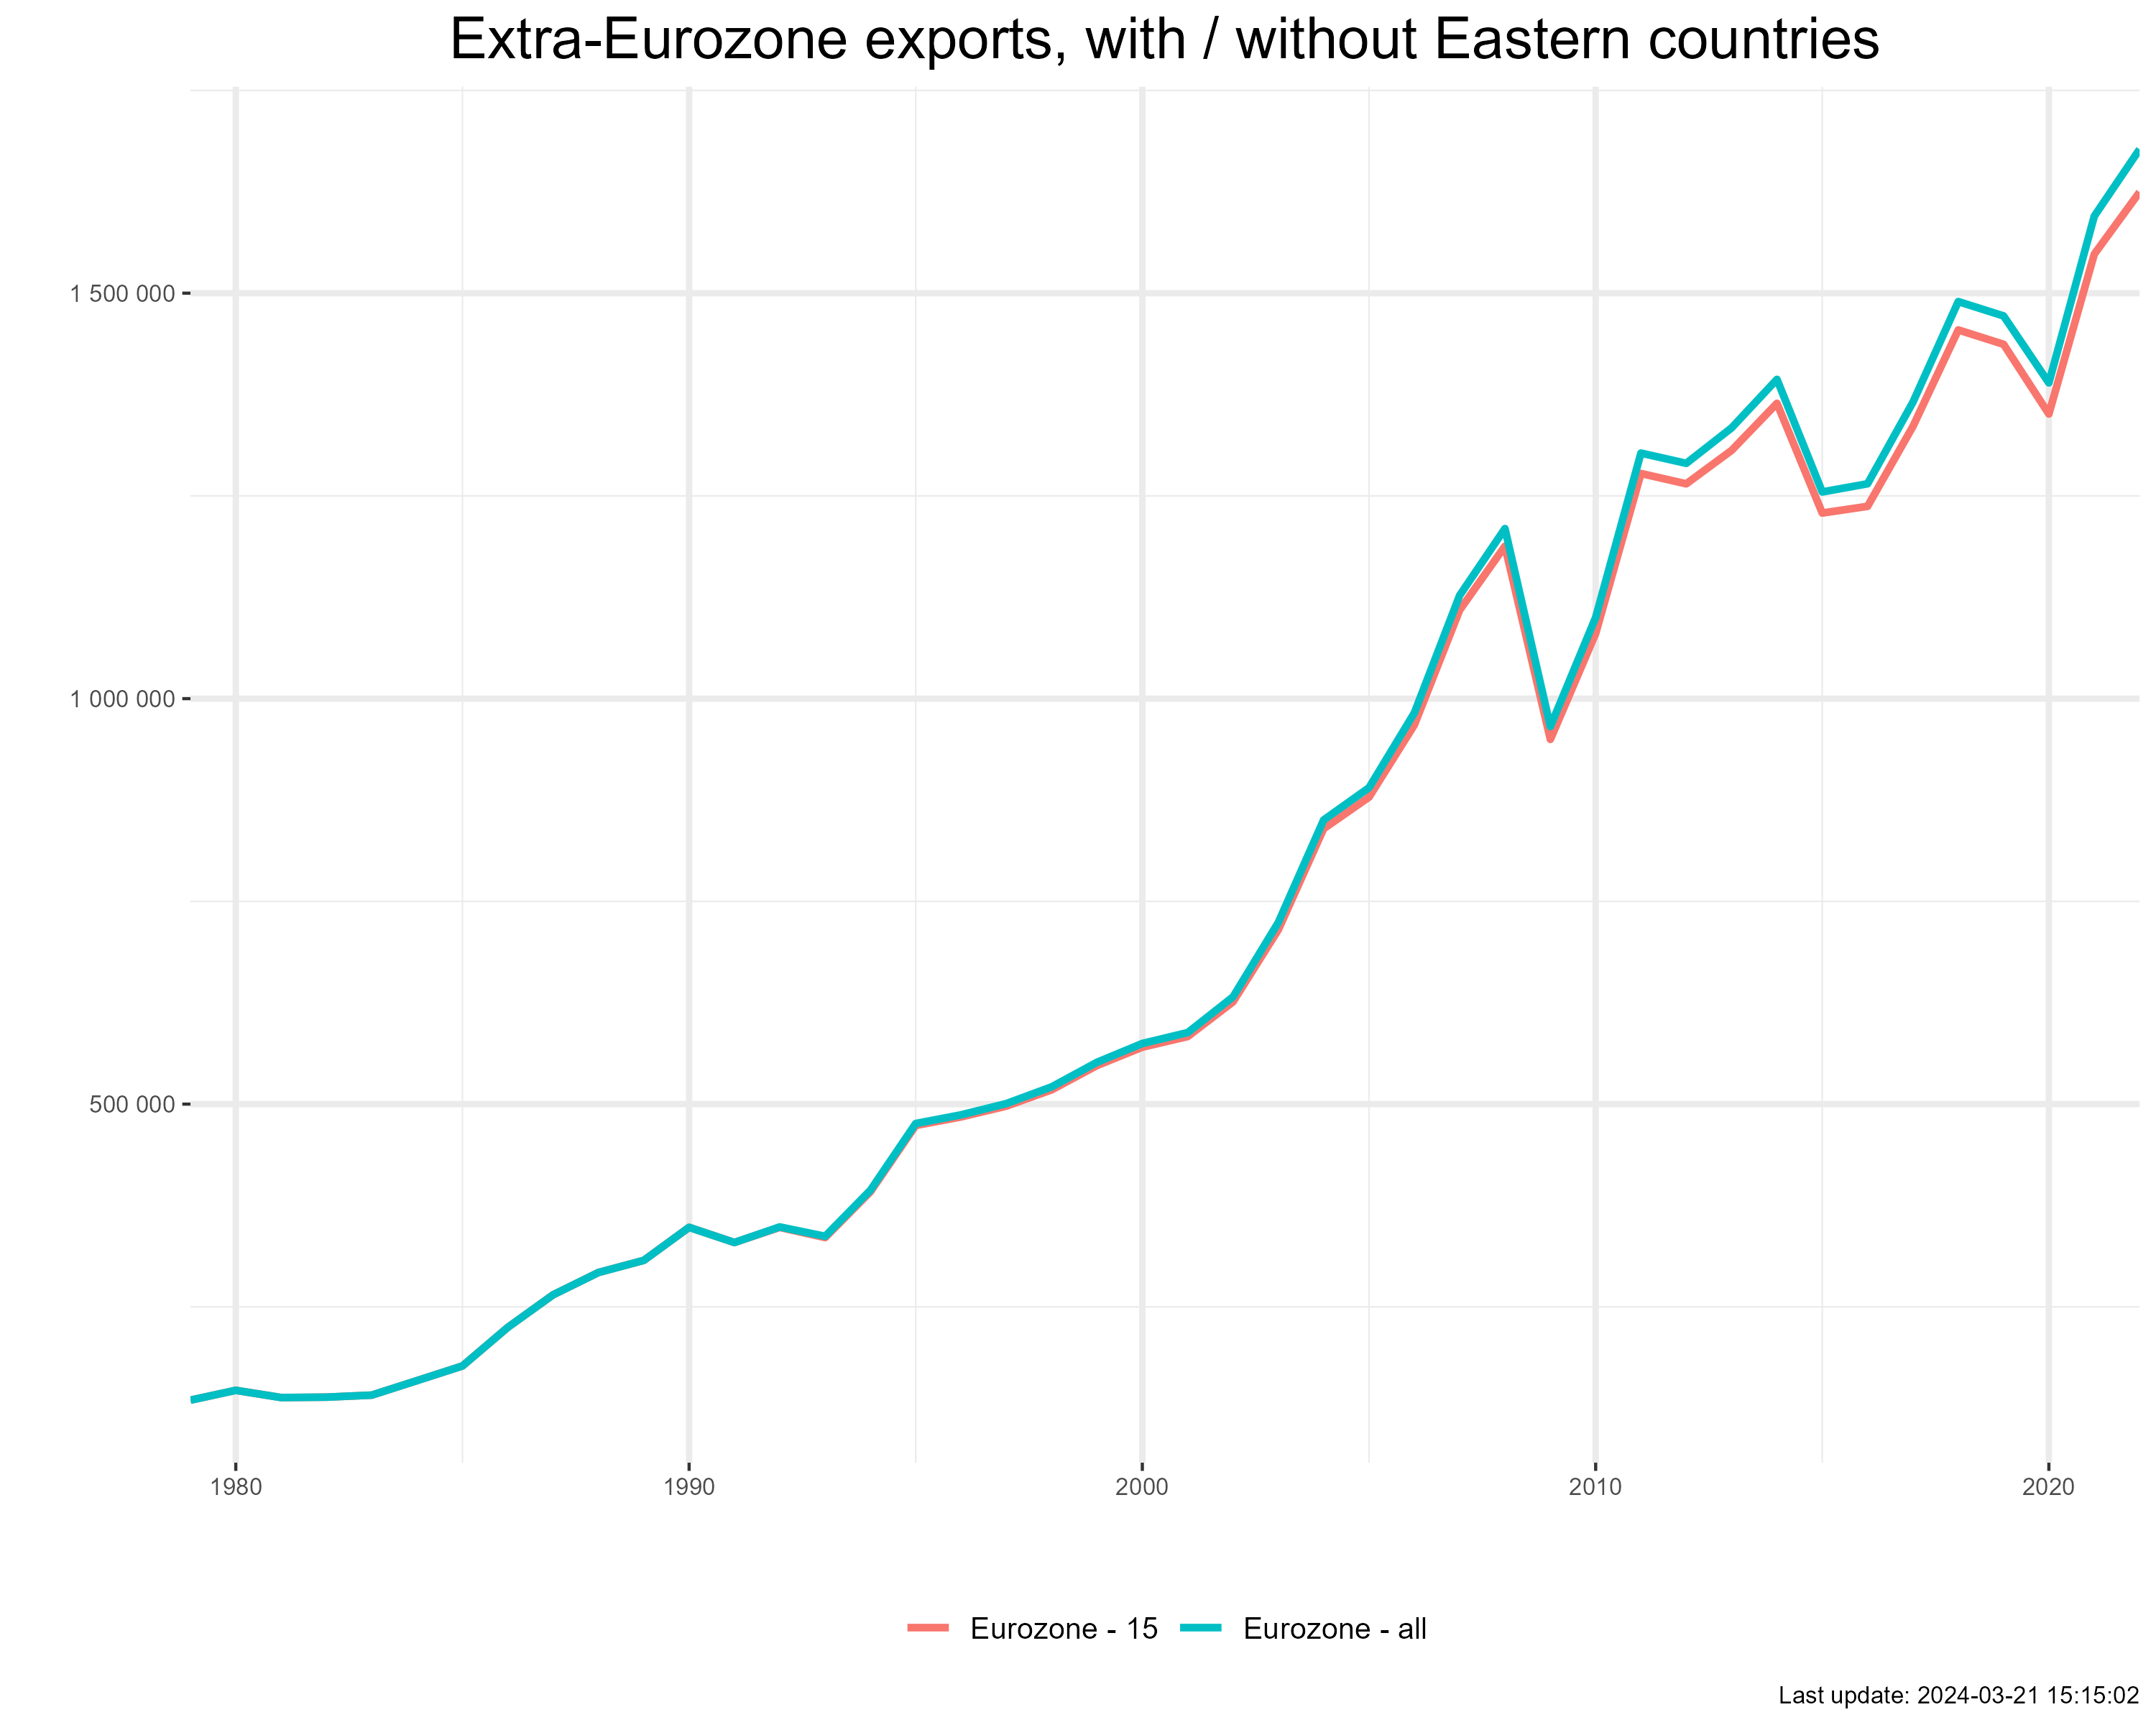 Extra-Eurozone exports, with / without Eastern countries
1 500 000
1 000 000
500 000
1980 1990 2000 2010 2020
Eurozone - 15 Eurozone - all
Last update: 2024-03-21 15:15:02